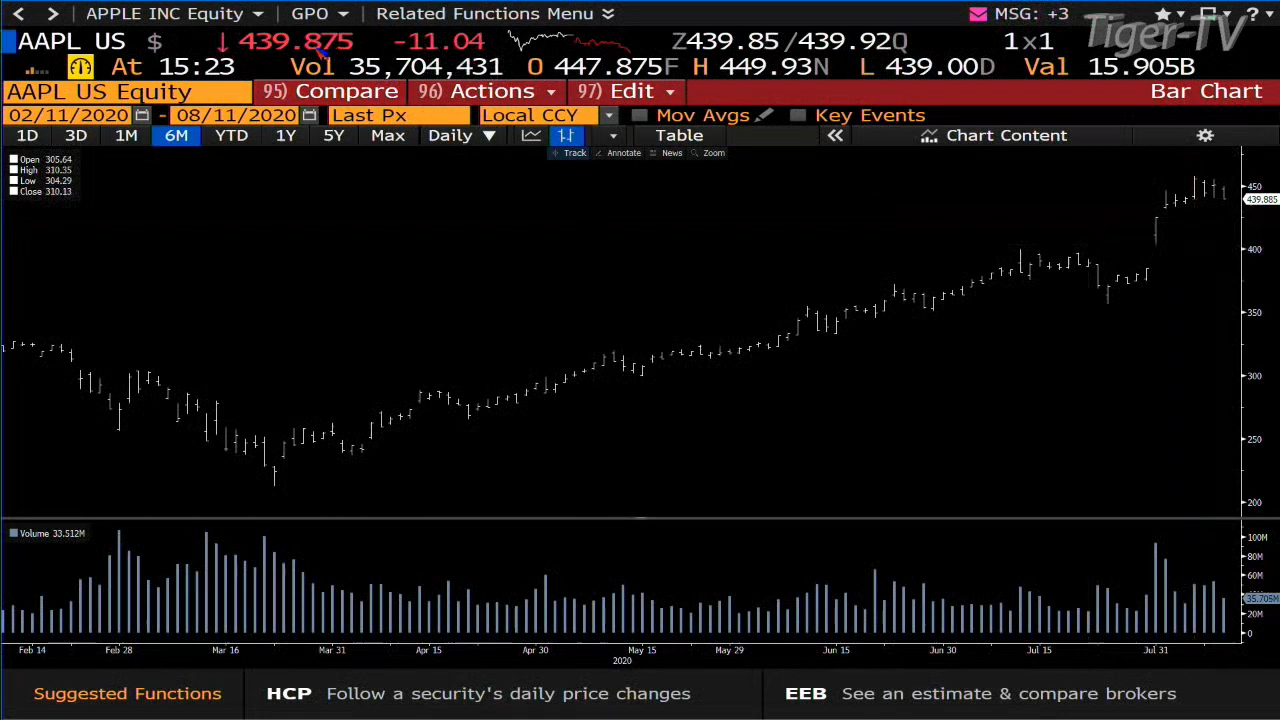 APPLE INC Equity GPO Related Functions Menu MSG: +3 ?
Tiger-TV
AAPL US $ ↓ 439.875 -11.04 Z439.85 /439.92Q 1x1
At 15:23 Vol 35,704,431 O 447.875F H 449.93N L 439.00D Val 15.905B
AAPL US Equity 95) Compare 96) Actions 97) Edit Bar Chart
02/11/2020 - 08/11/2020 Last Px Local CCY Mov Avgs Key Events
1D 3D 1M 6M YTD 1Y 5Y Max Daily ▼ Table « Chart Content
Track Annotate News Zoom
Open 305.64
High 310.35
Low 304.29
Close 310.13
450
439.885
400
350
300
250
200
Volume 33.512M
100M
80M
60M
35.705M
20M
0
Feb 14 Feb 28 Mar 16 Mar 31 Apr 15 Apr 30 May 15 May 29 Jun 15 Jun 30 Jul 15 Jul 31
2020
Suggested Functions HCP Follow a security's daily price changes EEB See an estimate & compare brokers